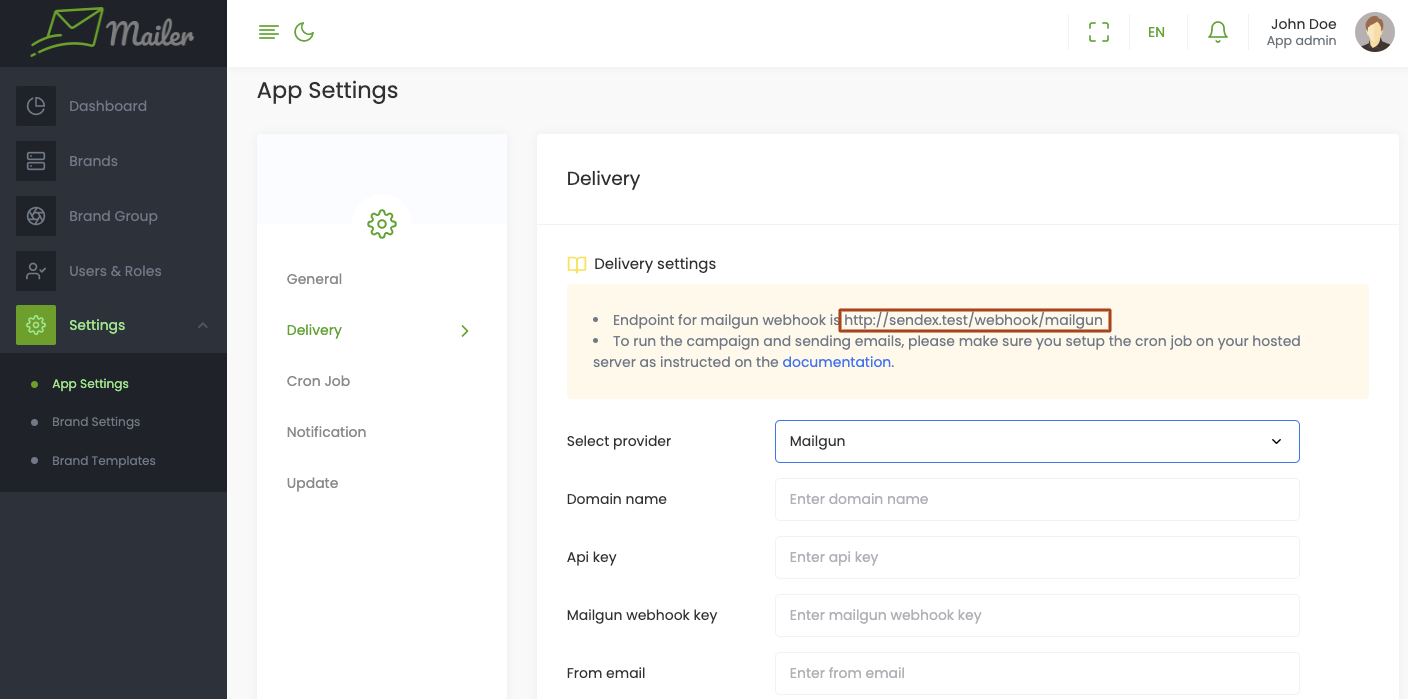 Mailer
EN
John Doe
App admin
Dashboard
Brands
Brand Group
Users & Roles
Settings
App Settings
Brand Settings
Brand Templates
App Settings
General
Delivery
Cron Job
Notification
Update
Delivery
Delivery settings
• Endpoint for mailgun webhook is http://sendex.test/webhook/mailgun
• To run the campaign and sending emails, please make sure you setup the cron job on your hosted
server as instructed on the documentation.
Select provider Mailgun
Domain name Enter domain name
Api key Enter api key
Mailgun webhook key Enter mailgun webhook key
From email Enter from email